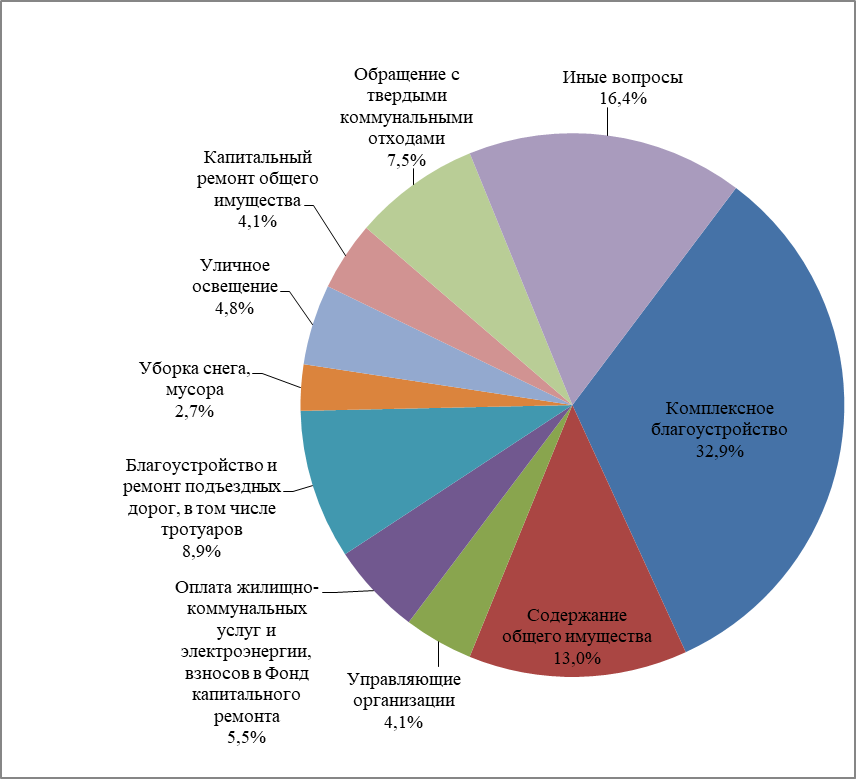 Обращение с
твердыми
коммунальными
отходами
7,5%
Иные вопросы
16,4%
Капитальный
ремонт общего
имущества
4,1%
Уличное
освещение
4,8%
Уборка снега,
мусора
2,7%
Комплексное
благоустройство
32,9%
Благоустройство и
ремонт подъездных
дорог, в том числе
тротуаров
8,9%
Оплата жилищно-
коммунальных
услуг и
электроэнергии,
взносов в Фонд
капитального
ремонта
5,5%
Управляющие
организации
4,1%
Содержание
общего имущества
13,0%